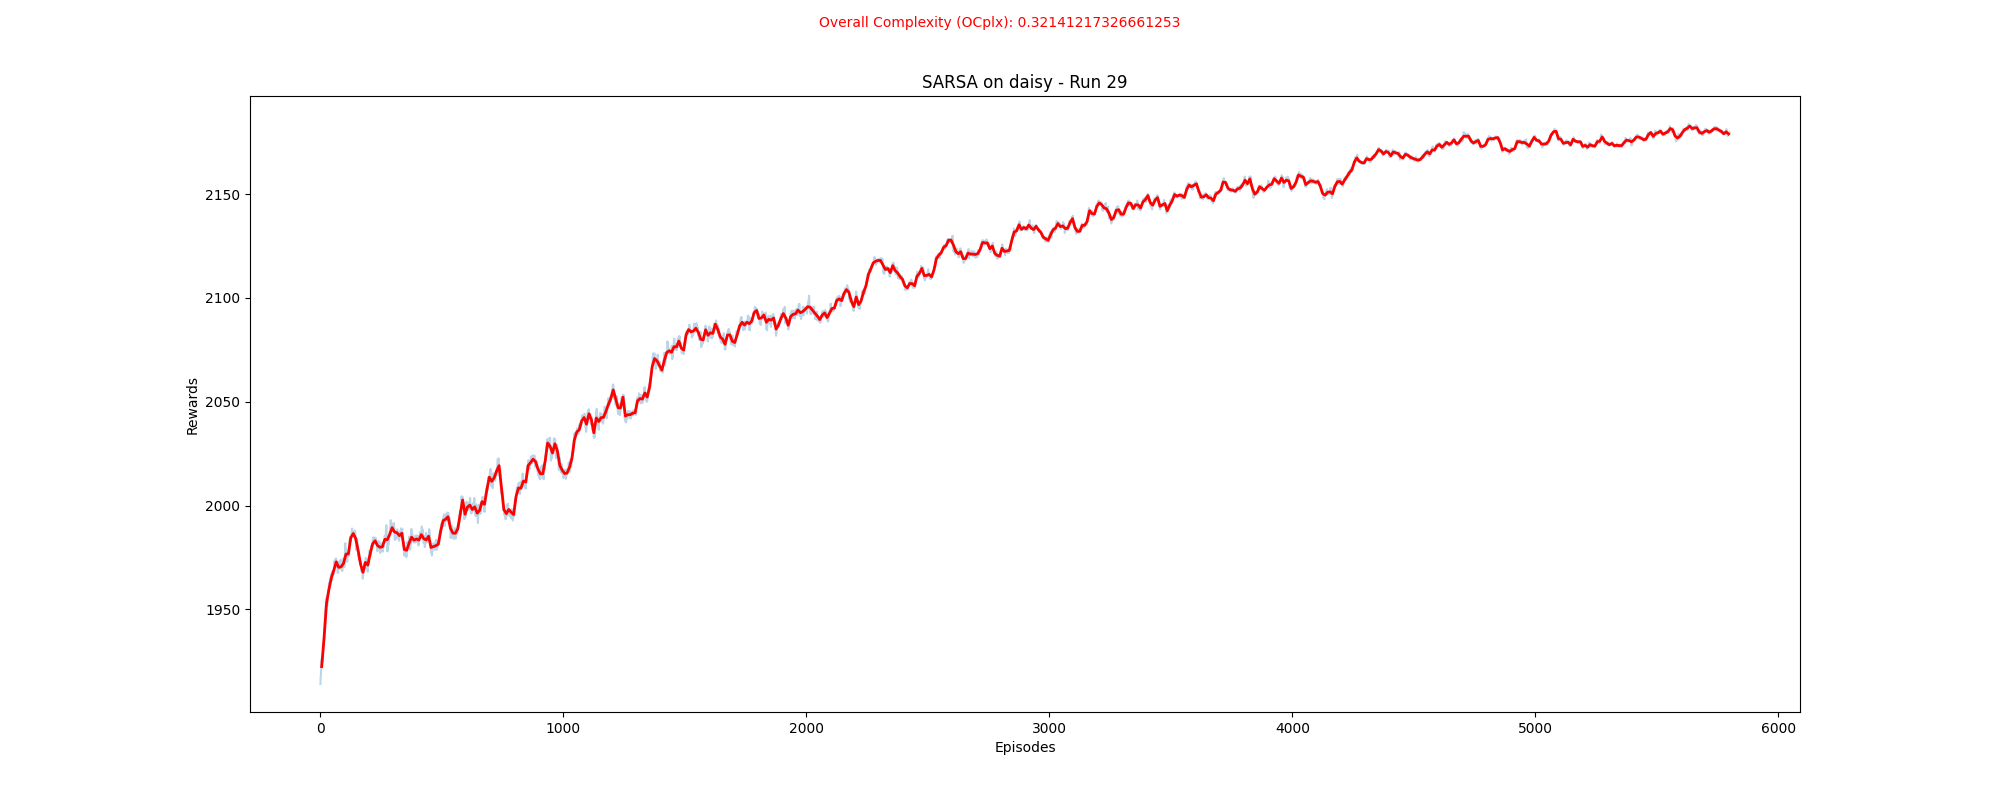 Overall Complexity (OCplx): 0.32141217326661253
SARSA on daisy - Run 29
Rewards
2150
2100
2050
2000
1950
0 1000 2000 3000 4000 5000 6000
Episodes